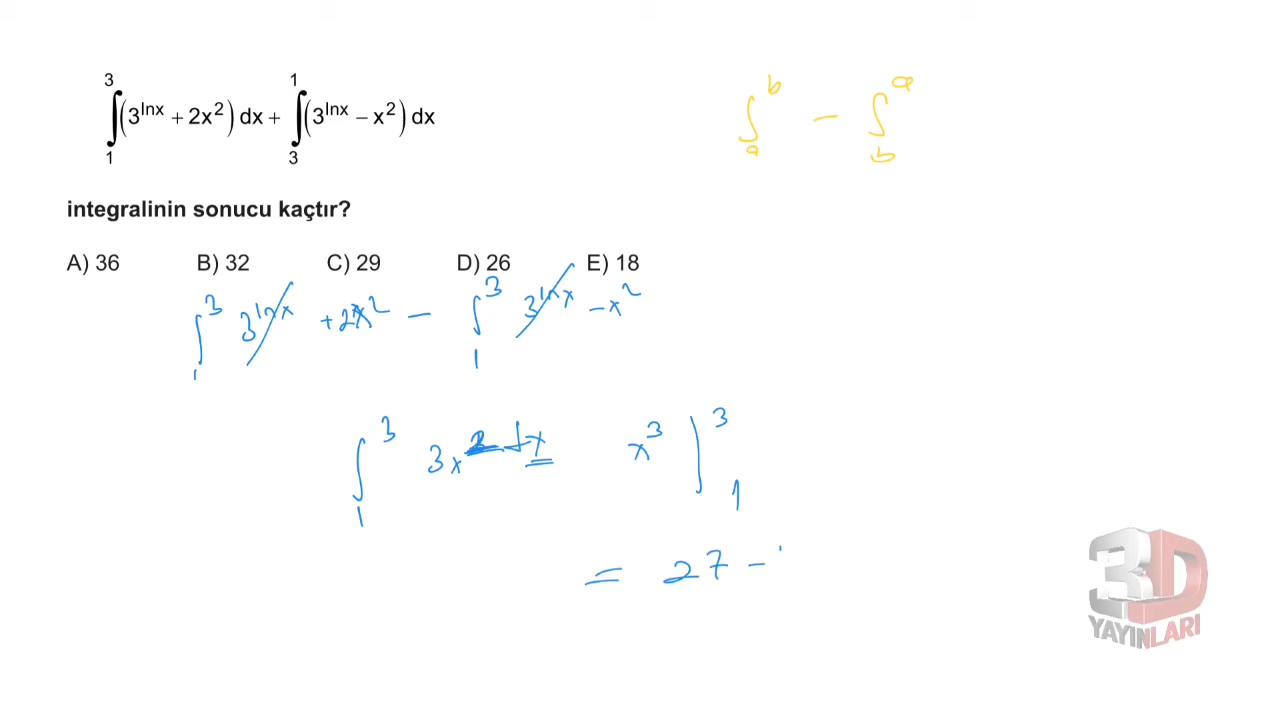 ∫₁³(3^lnx + 2x²) dx + ∫₃¹(3^lnx − x²) dx
∫ₐᵇ − ∫ᵇₐ
integralinin sonucu kaçtır?
A) 36 B) 32 C) 29 D) 26 E) 18
∫₁³ 3^lnx + 2x² − ∫₁³ 3^lnx − x²
∫₁³ 3x² dx x³ |₁³
= 27 −
3D
YAYINLARI